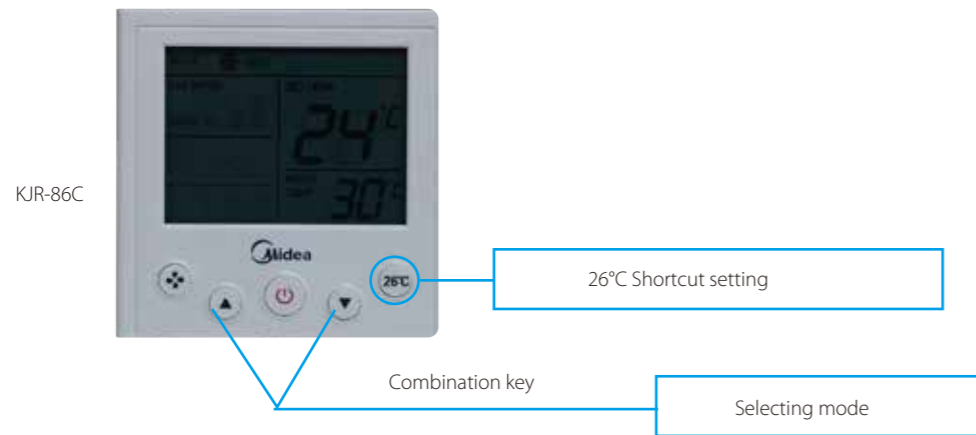 24°C
30°C
KJR-86C
Midea
26°C
26°C Shortcut setting
Combination key
Selecting mode